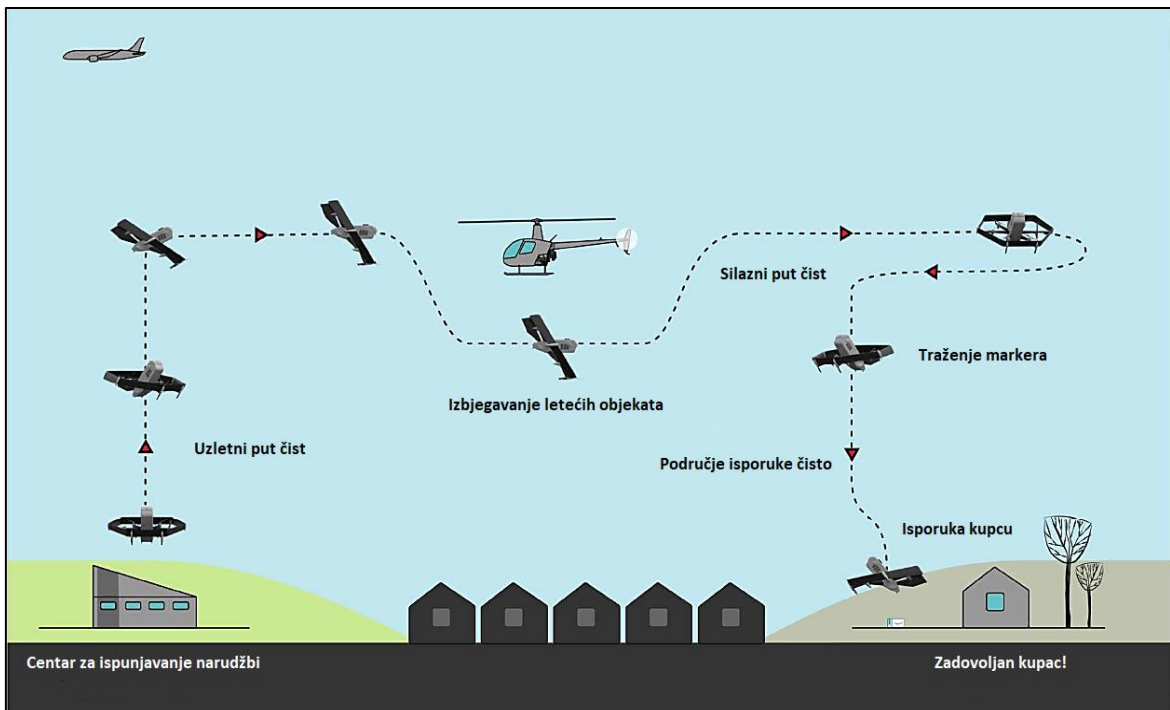 Silazni put čist
Traženje markera
Izbjegavanje letećih objekata
Uzletni put čist
Područje isporuke čisto
Isporuka kupcu
Centar za ispunjavanje narudžbi
Zadovoljan kupac!